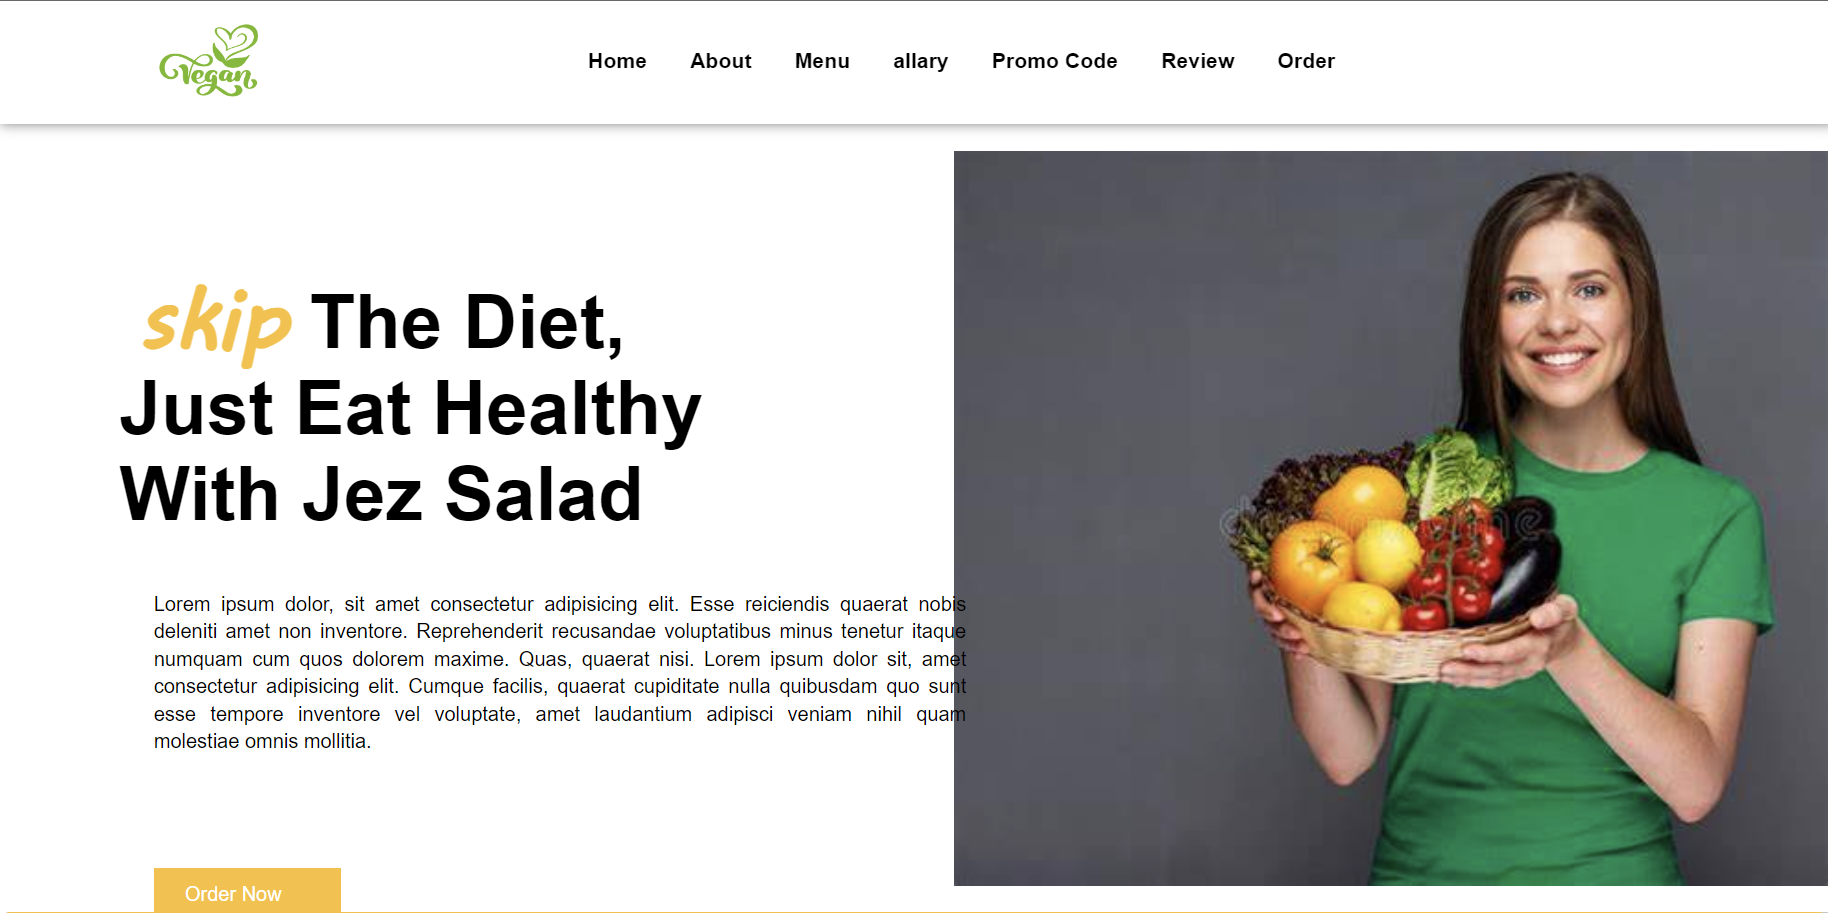 Vegan
Home About Menu allary Promo Code Review Order
skip The Diet,
Just Eat Healthy
With Jez Salad
Lorem ipsum dolor, sit amet consectetur adipisicing elit. Esse reiciendis quaerat nobis
deleniti amet non inventore. Reprehenderit recusandae voluptatibus minus tenetur itaque
numquam cum quos dolorem maxime. Quas, quaerat nisi. Lorem ipsum dolor sit, amet
consectetur adipisicing elit. Cumque facilis, quaerat cupiditate nulla quibusdam quo sunt
esse tempore inventore vel voluptate, amet laudantium adipisci veniam nihil quam
molestiae omnis mollitia.
Order Now